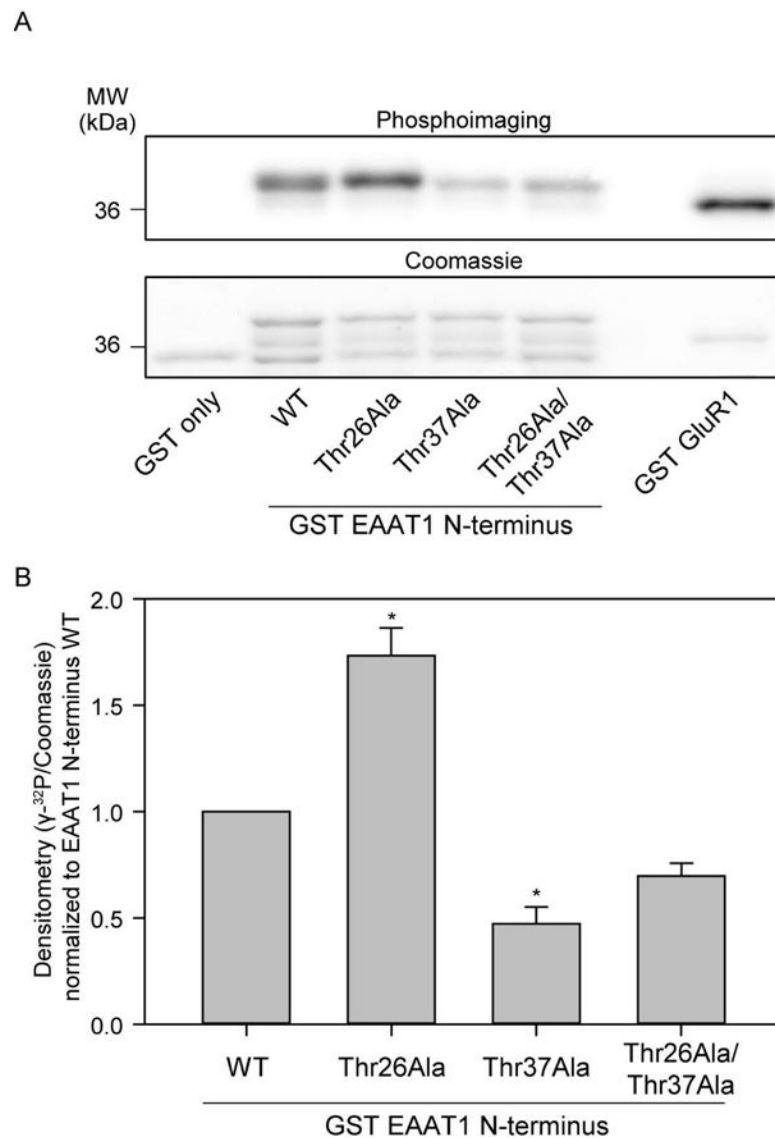 A
MW
(kDa)
Phosphoimaging
36
Coomassie
36
GST only
WT
Thr26Ala
Thr37Ala
Thr26Ala/
Thr37Ala
GST GluR1
GST EAAT1 N-terminus
B
Densitometry (γ-³²P/Coomassie)
normalized to EAAT1 N-terminus WT
2.0
1.5
1.0
0.5
0.0
*
*
WT
Thr26Ala
Thr37Ala
Thr26Ala/
Thr37Ala
GST EAAT1 N-terminus